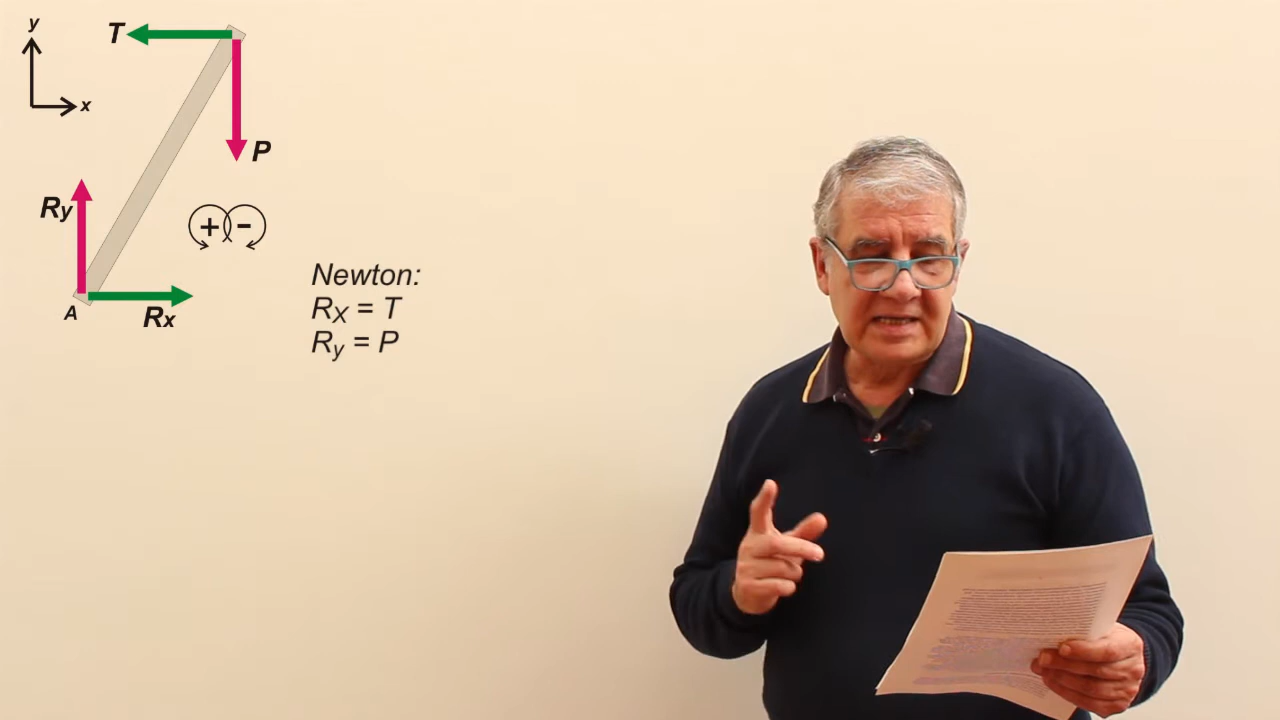 y
T
x
P
Ry
+ -
A
Rx
Newton:
RX = T
Ry = P